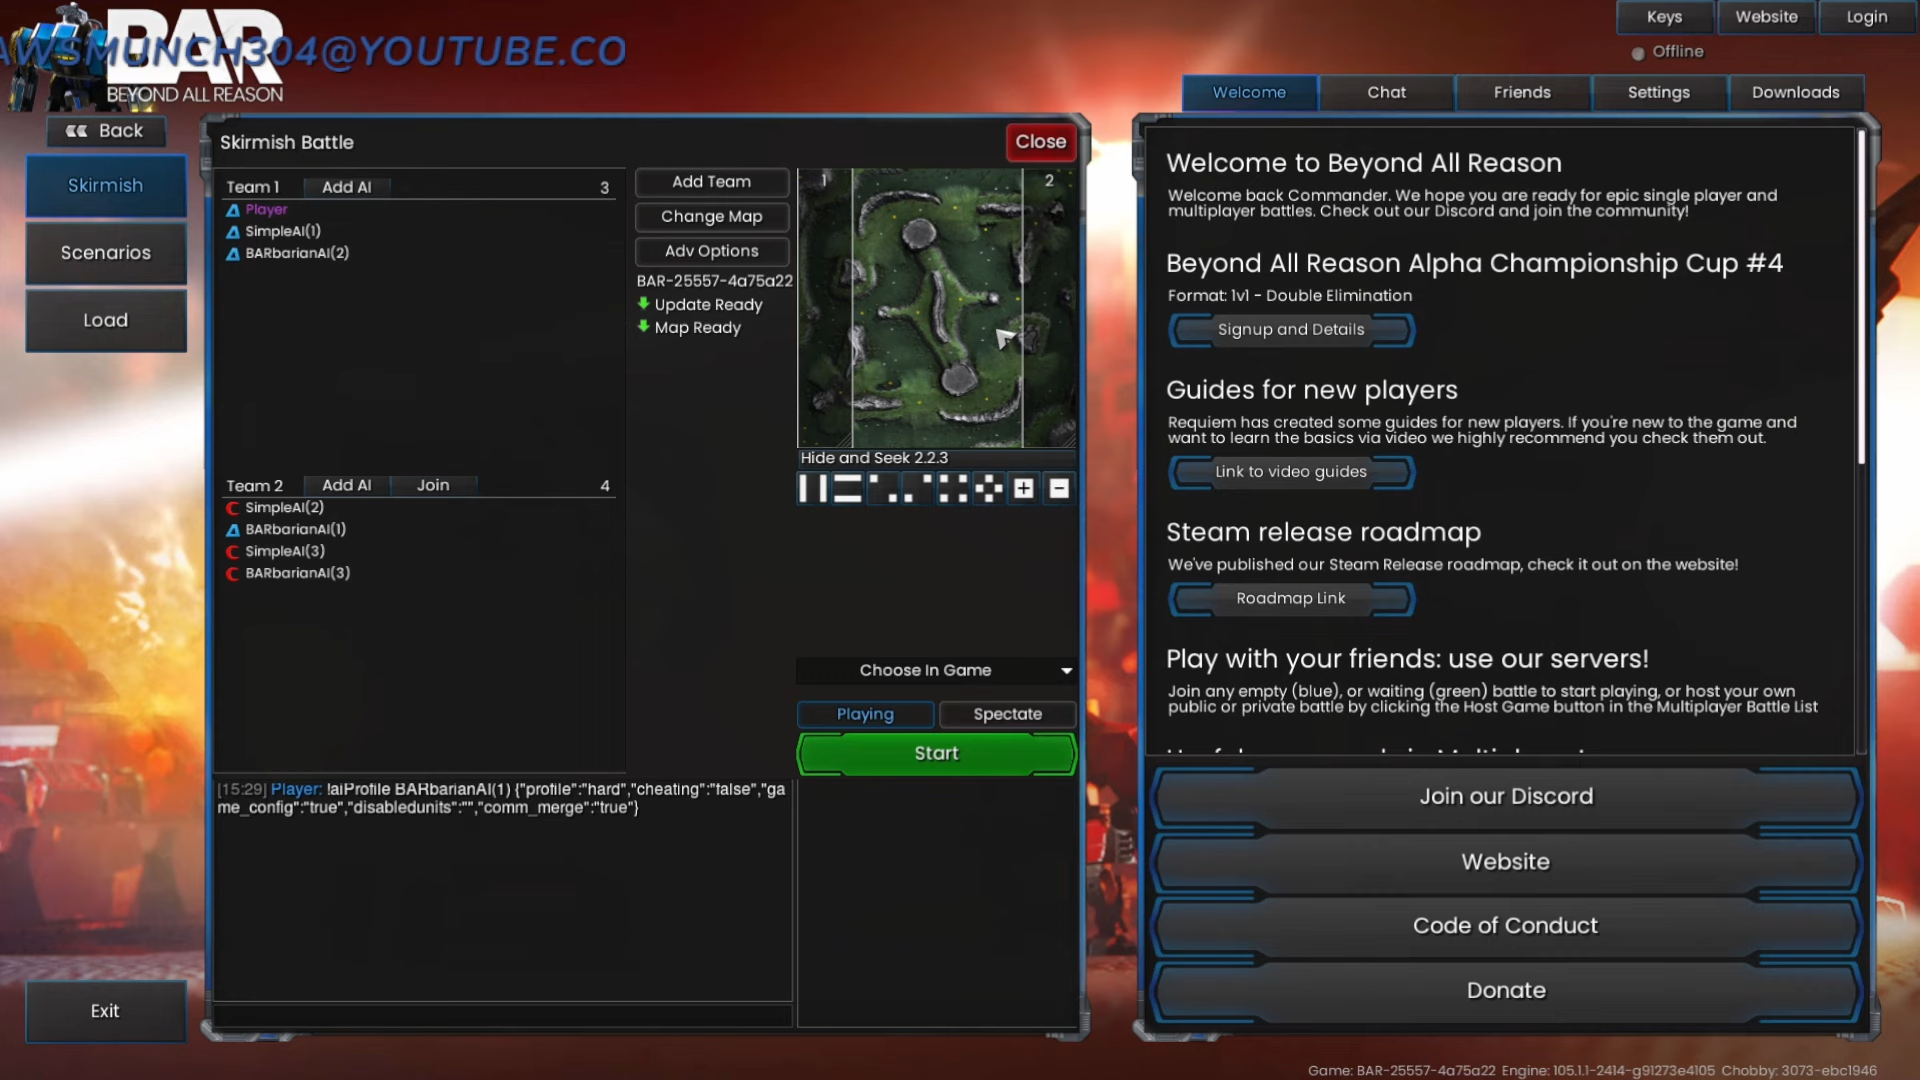 Keys
Website
Login
Offline
AWSMUNCH304@YOUTUBE.CO
BAR
BEYOND ALL REASON
Welcome
Chat
Friends
Settings
Downloads
Back
Skirmish
Scenarios
Load
Exit
Skirmish Battle
Close
Team 1
Add AI
3
Player
SimpleAI(1)
BARbarianAI(2)
Team 2
Add AI
Join
4
SimpleAI(2)
BARbarianAI(1)
SimpleAI(3)
BARbarianAI(3)
Add Team
Change Map
Adv Options
BAR-25557-4a75a22
Update Ready
Map Ready
1
2
Hide and Seek 2.2.3
Choose In Game
Playing
Spectate
Start
[15:29] Player: !aiProfile BARbarianAI(1) {"profile":"hard","cheating":"false","ga
me_config":"true","disabledunits":"","comm_merge":"true"}
Welcome to Beyond All Reason
Welcome back Commander. We hope you are ready for epic single player and
multiplayer battles. Check out our Discord and join the community!
Beyond All Reason Alpha Championship Cup #4
Format: 1v1 - Double Elimination
Signup and Details
Guides for new players
Requiem has created some guides for new players. If you're new to the game and
want to learn the basics via video we highly recommend you check them out.
Link to video guides
Steam release roadmap
We've published our Steam Release roadmap, check it out on the website!
Roadmap Link
Play with your friends: use our servers!
Join any empty (blue), or waiting (green) battle to start playing, or host your own
public or private battle by clicking the Host Game button in the Multiplayer Battle List
Join our Discord
Website
Code of Conduct
Donate
Game: BAR-25557-4a75a22 Engine: 105.1.1-2414-g91273e4105 Chobby: 3073-ebc1946